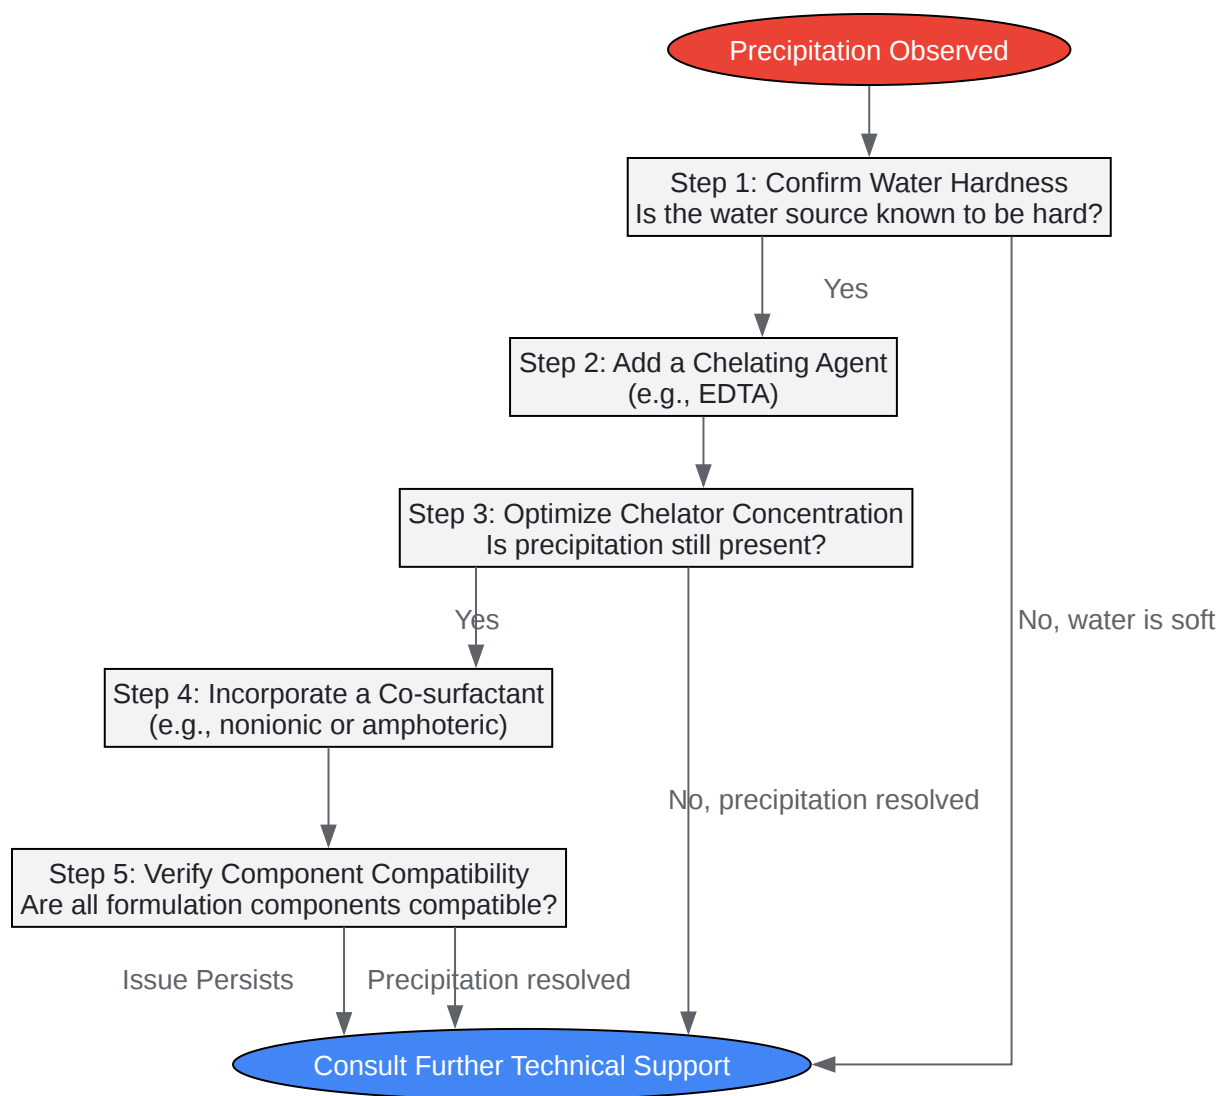 Precipitation Observed
Step 1: Confirm Water Hardness
Is the water source known to be hard?
Yes
Step 2: Add a Chelating Agent
(e.g., EDTA)
Step 3: Optimize Chelator Concentration
Is precipitation still present?
Yes
No, water is soft
Step 4: Incorporate a Co-surfactant
(e.g., nonionic or amphoteric)
No, precipitation resolved
Step 5: Verify Component Compatibility
Are all formulation components compatible?
Issue Persists
Precipitation resolved
Consult Further Technical Support